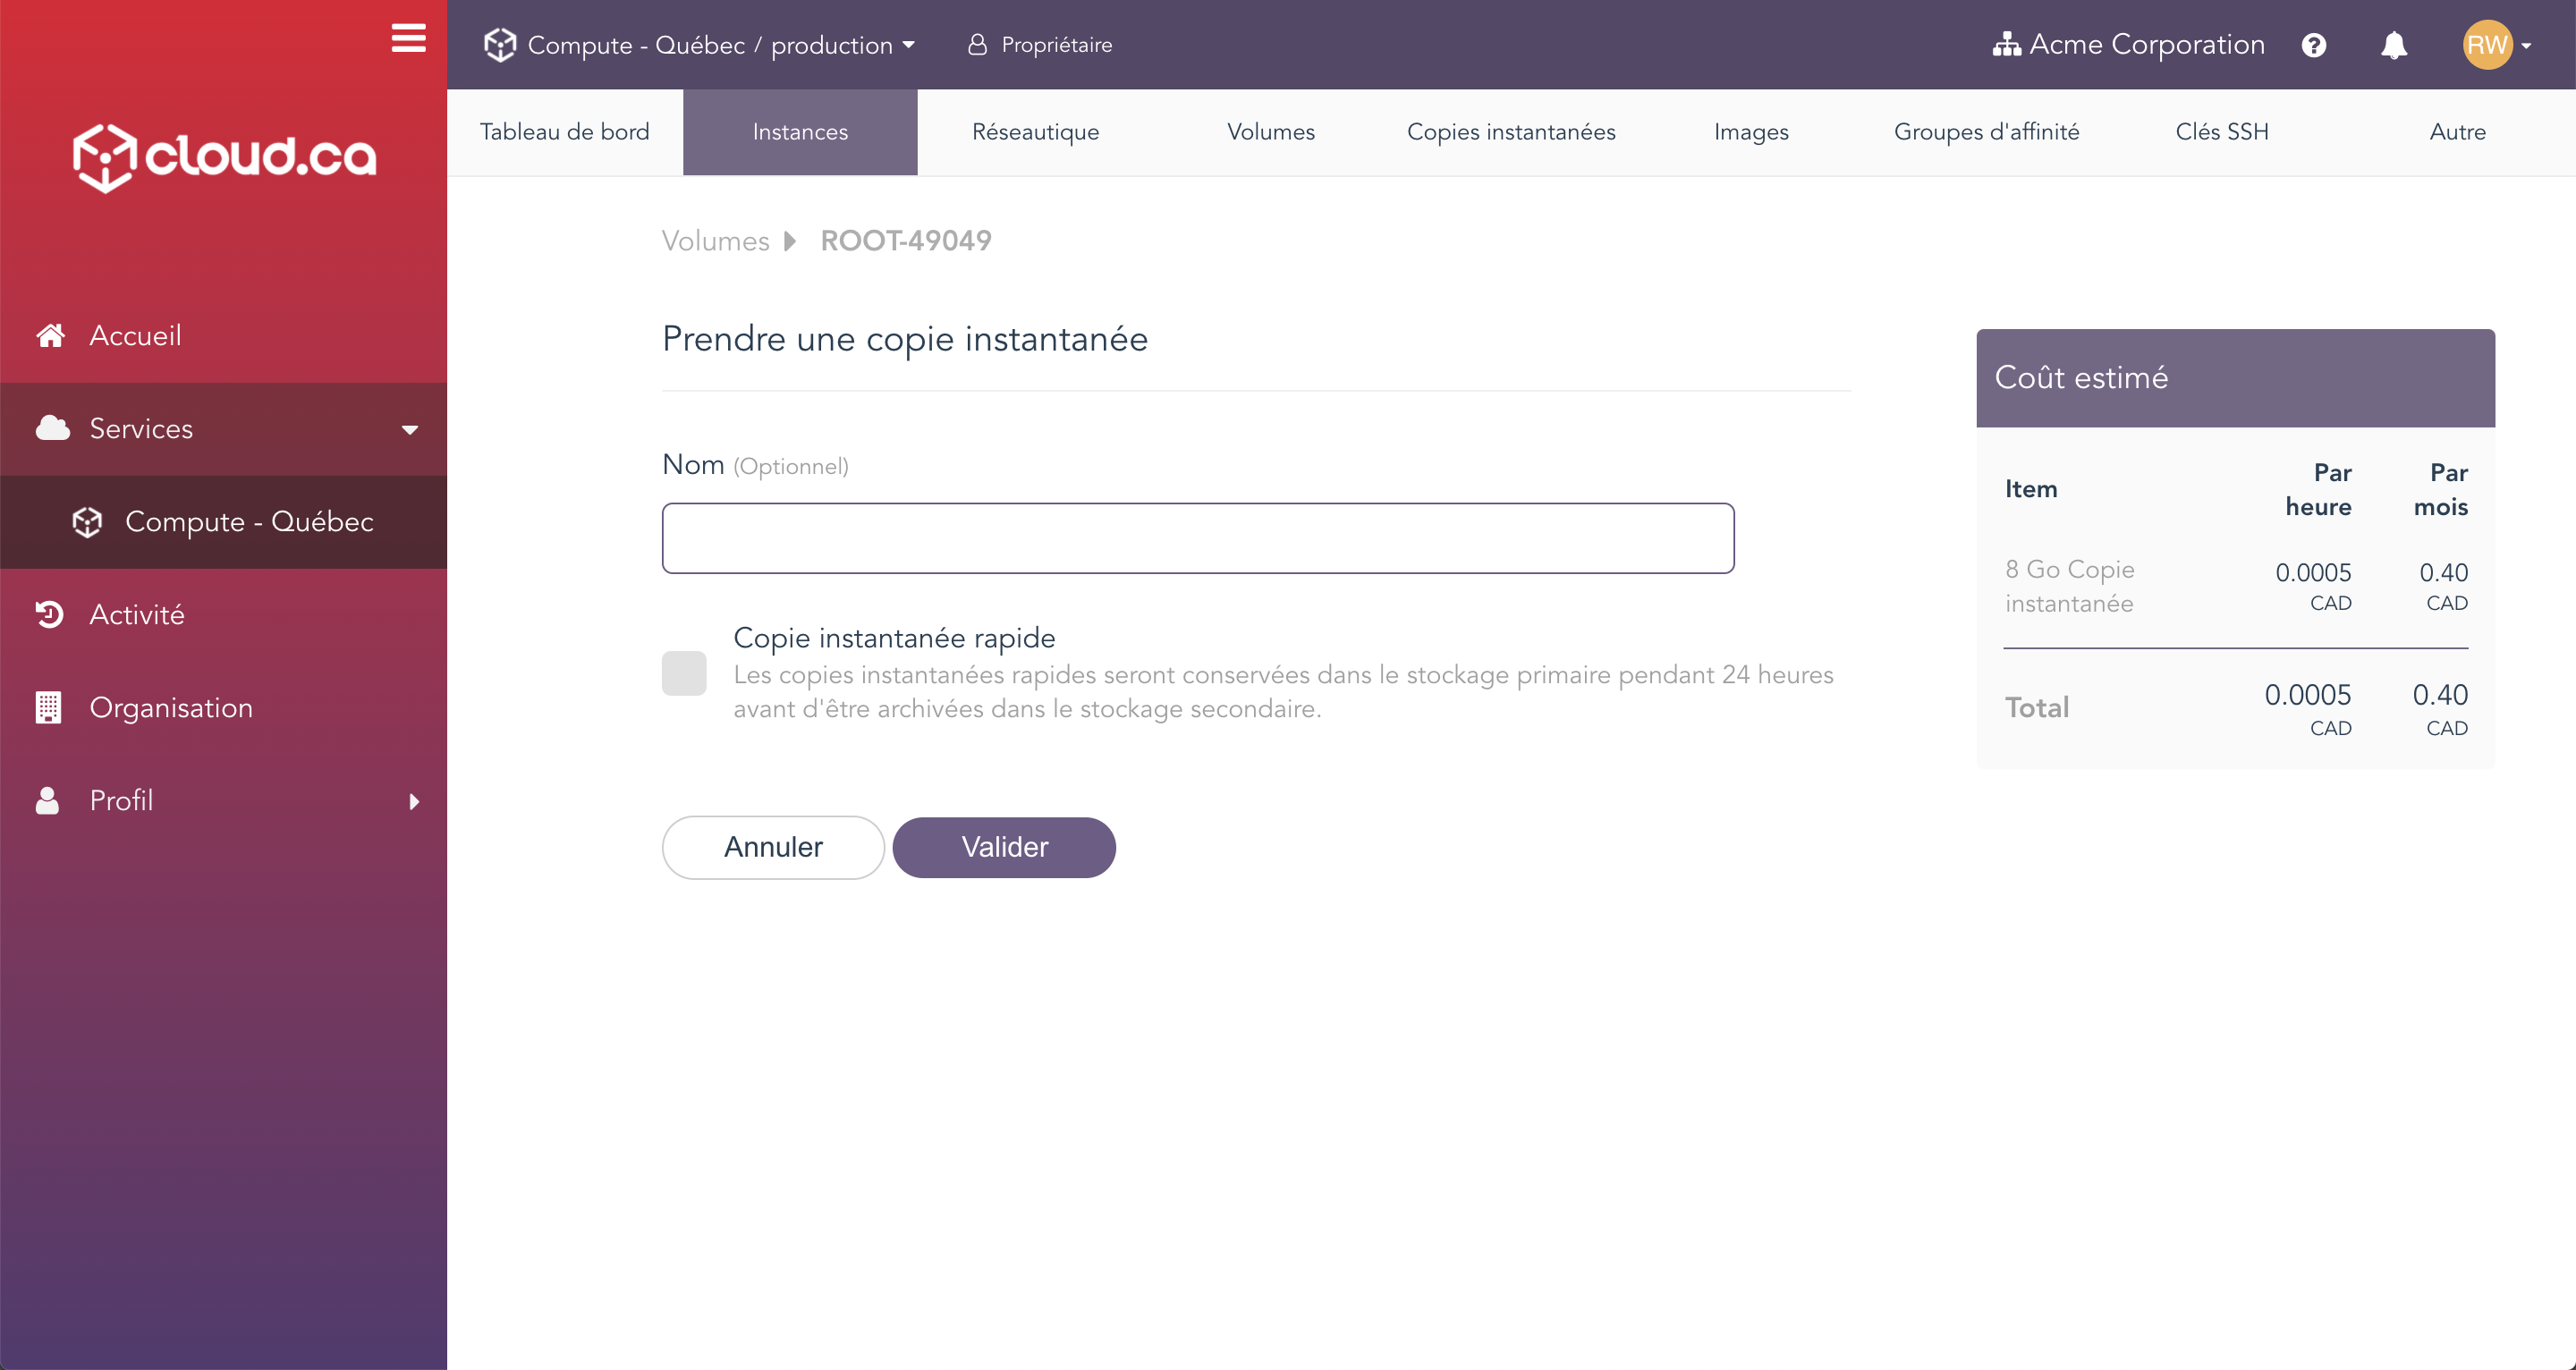 Compute - Québec / production
Propriétaire
Acme Corporation
RW
cloud.ca
Tableau de bord
Instances
Réseautique
Volumes
Copies instantanées
Images
Groupes d'affinité
Clés SSH
Autre
Accueil
Services
Compute - Québec
Activité
Organisation
Profil
Volumes
ROOT-49049
Prendre une copie instantanée
Nom (Optionnel)
Copie instantanée rapide
Les copies instantanées rapides seront conservées dans le stockage primaire pendant 24 heures
avant d'être archivées dans le stockage secondaire.
Annuler
Valider
Coût estimé
Item
Par
heure
Par
mois
8 Go Copie
instantanée
0.0005
CAD
0.40
CAD
Total
0.0005
CAD
0.40
CAD